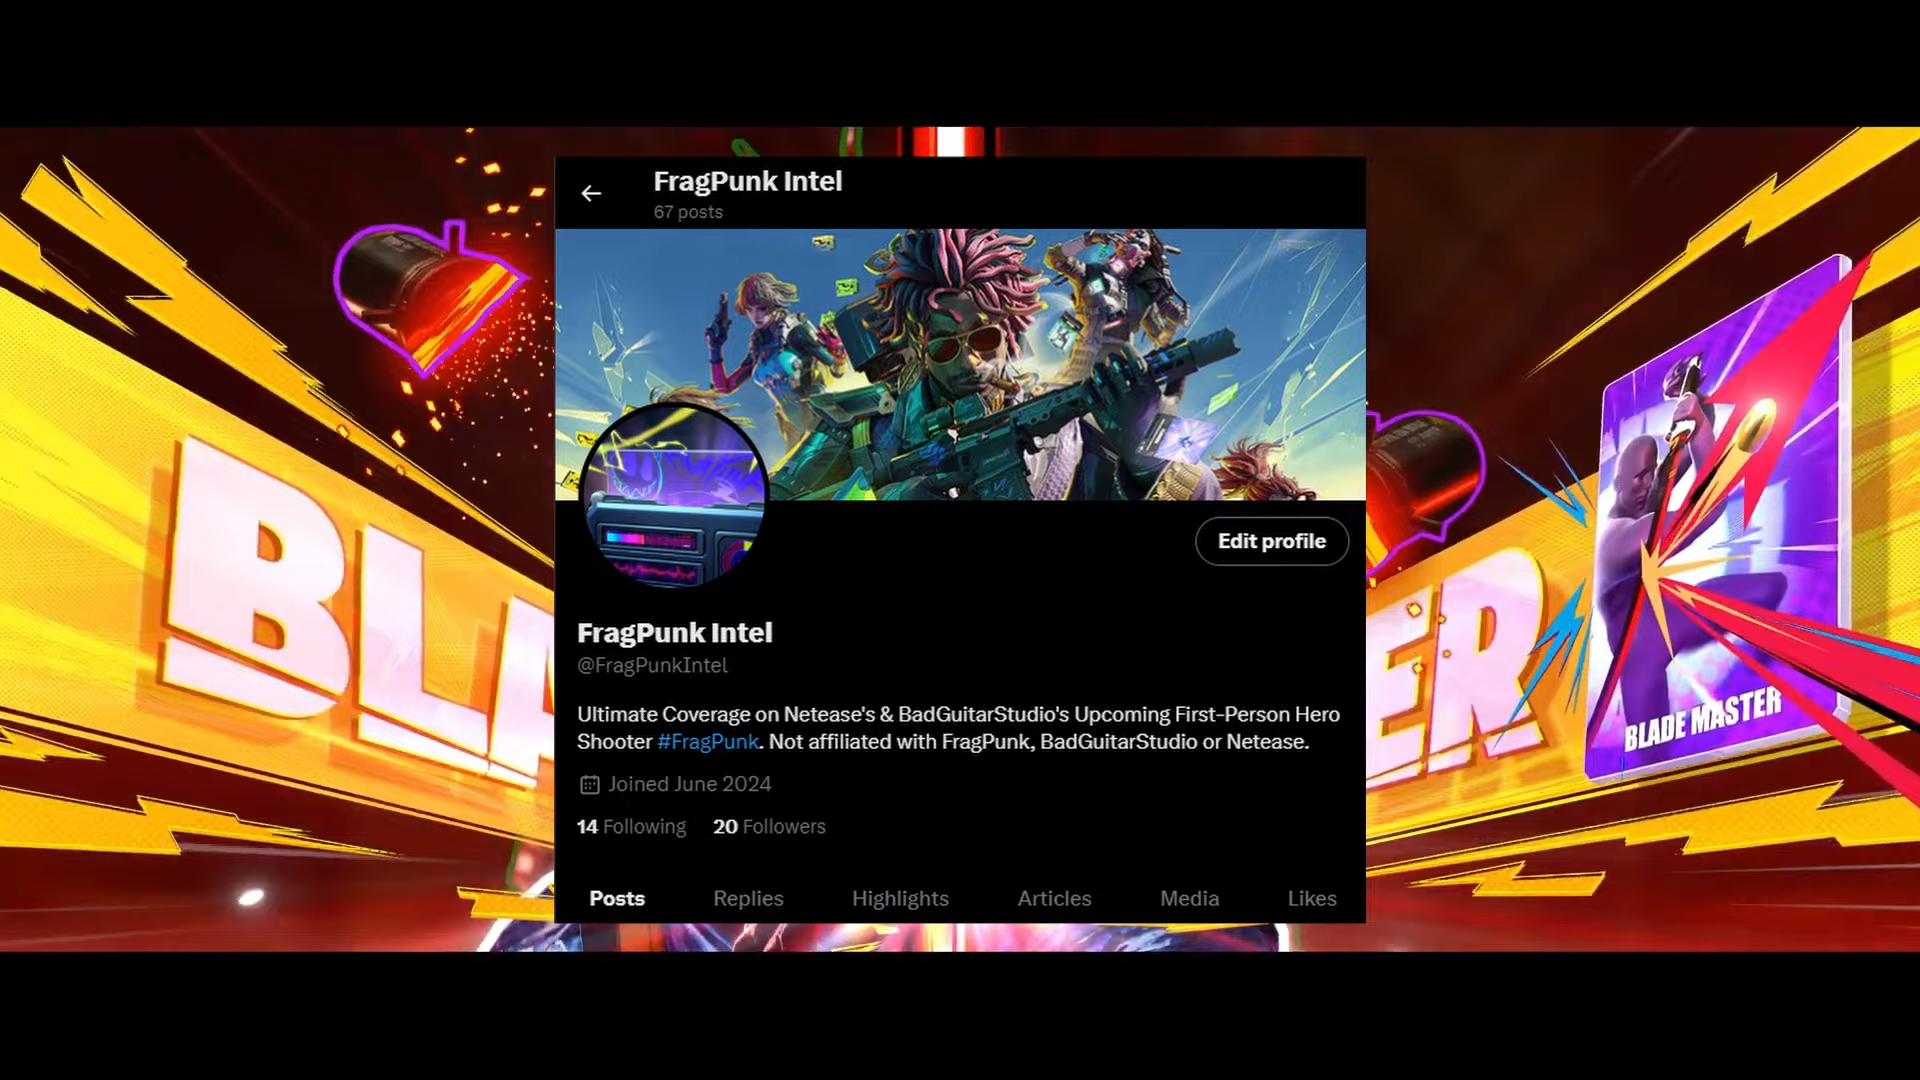 FragPunk Intel
67 posts
Edit profile
FragPunk Intel
@FragPunkIntel
Ultimate Coverage on Netease's & BadGuitarStudio's Upcoming First-Person Hero
Shooter #FragPunk. Not affiliated with FragPunk, BadGuitarStudio or Netease.
Joined June 2024
14 Following 20 Followers
Posts Replies Highlights Articles Media Likes
BLA
ER
BLADE MASTER